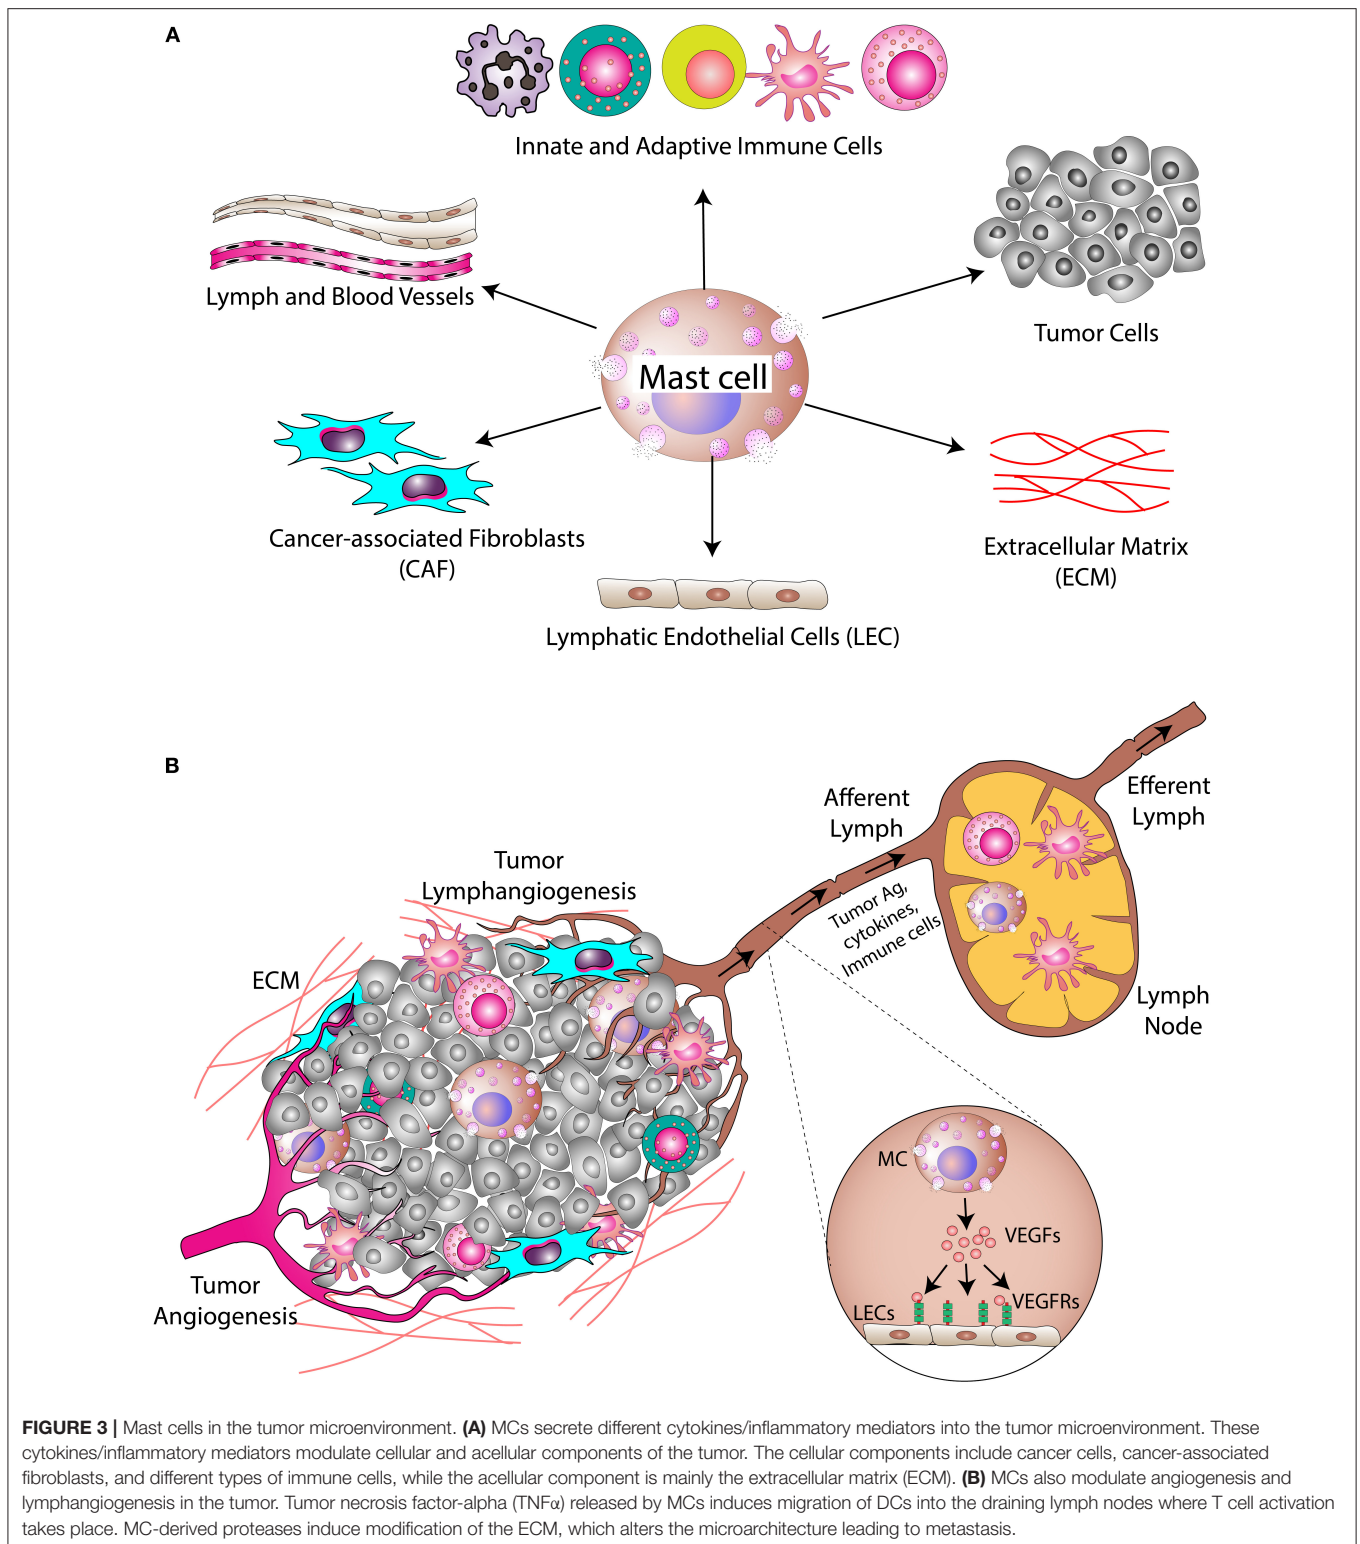 A
Innate and Adaptive Immune Cells
Lymph and Blood Vessels
Tumor Cells
Mast cell
Cancer-associated Fibroblasts
(CAF)
Extracellular Matrix
(ECM)
Lymphatic Endothelial Cells (LEC)
B
Afferent
Lymph
Efferent
Lymph
Tumor
Lymphangiogenesis
Tumor Ag,
cytokines,
Immune cells
ECM
Lymph
Node
MC
VEGFs
VEGFRs
LECs
Tumor
Angiogenesis
FIGURE 3 | Mast cells in the tumor microenvironment. (A) MCs secrete different cytokines/inflammatory mediators into the tumor microenvironment. These
cytokines/inflammatory mediators modulate cellular and acellular components of the tumor. The cellular components include cancer cells, cancer-associated
fibroblasts, and different types of immune cells, while the acellular component is mainly the extracellular matrix (ECM). (B) MCs also modulate angiogenesis and
lymphangiogenesis in the tumor. Tumor necrosis factor-alpha (TNFα) released by MCs induces migration of DCs into the draining lymph nodes where T cell activation
takes place. MC-derived proteases induce modification of the ECM, which alters the microarchitecture leading to metastasis.